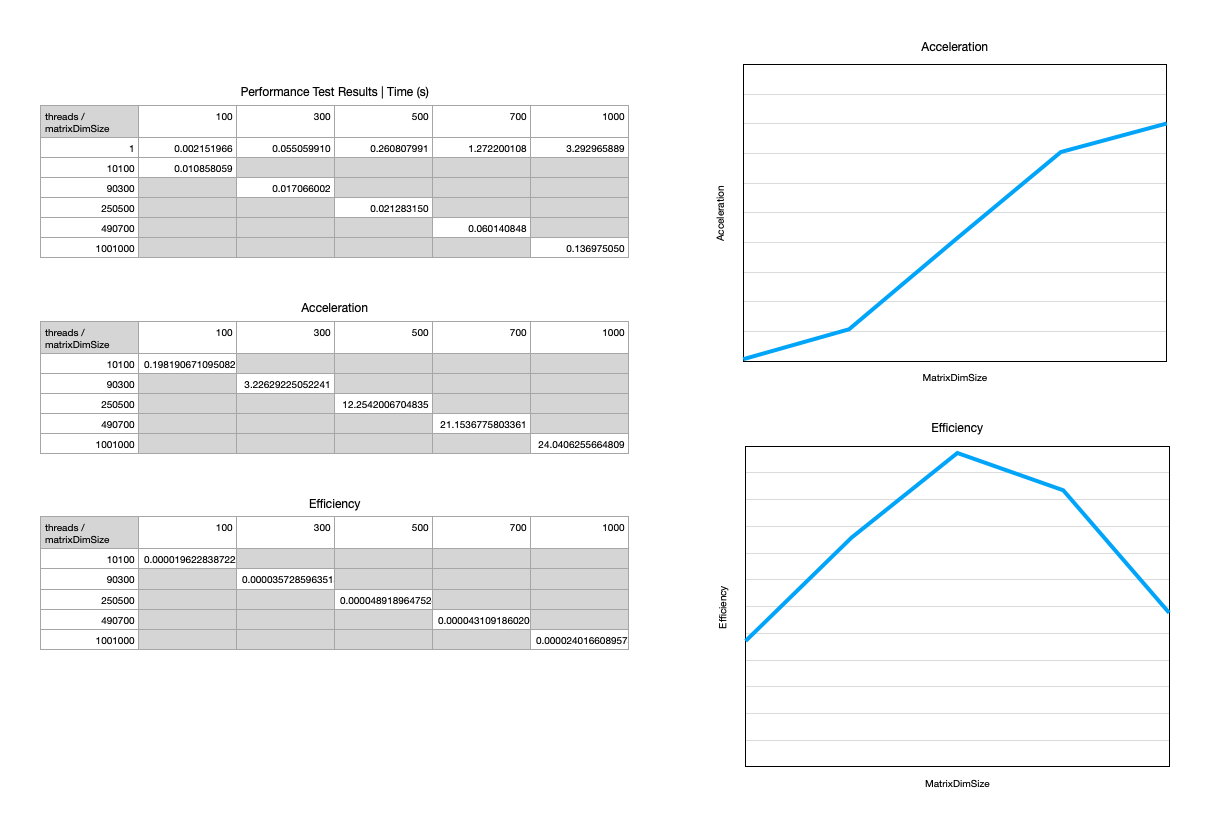 Performance Test Results | Time (s)
threads / matrixDimSize 100 300 500 700 1000
1 0.002151966 0.055059910 0.260807991 1.272200108 3.292965889
10100 0.010858059
90300 0.017066002
250500 0.021283150
490700 0.060140848
1001000 0.136975050
Acceleration
threads / matrixDimSize 100 300 500 700 1000
10100 0.198190671095082
90300 3.22629225052241
250500 12.2542006704835
490700 21.1536775803361
1001000 24.0406255664809
Efficiency
threads / matrixDimSize 100 300 500 700 1000
10100 0.000019622838722
90300 0.000035728596351
250500 0.000048918964752
490700 0.000043109186020
1001000 0.000024016608957
Acceleration
Acceleration
MatrixDimSize
Efficiency
Efficiency
MatrixDimSize